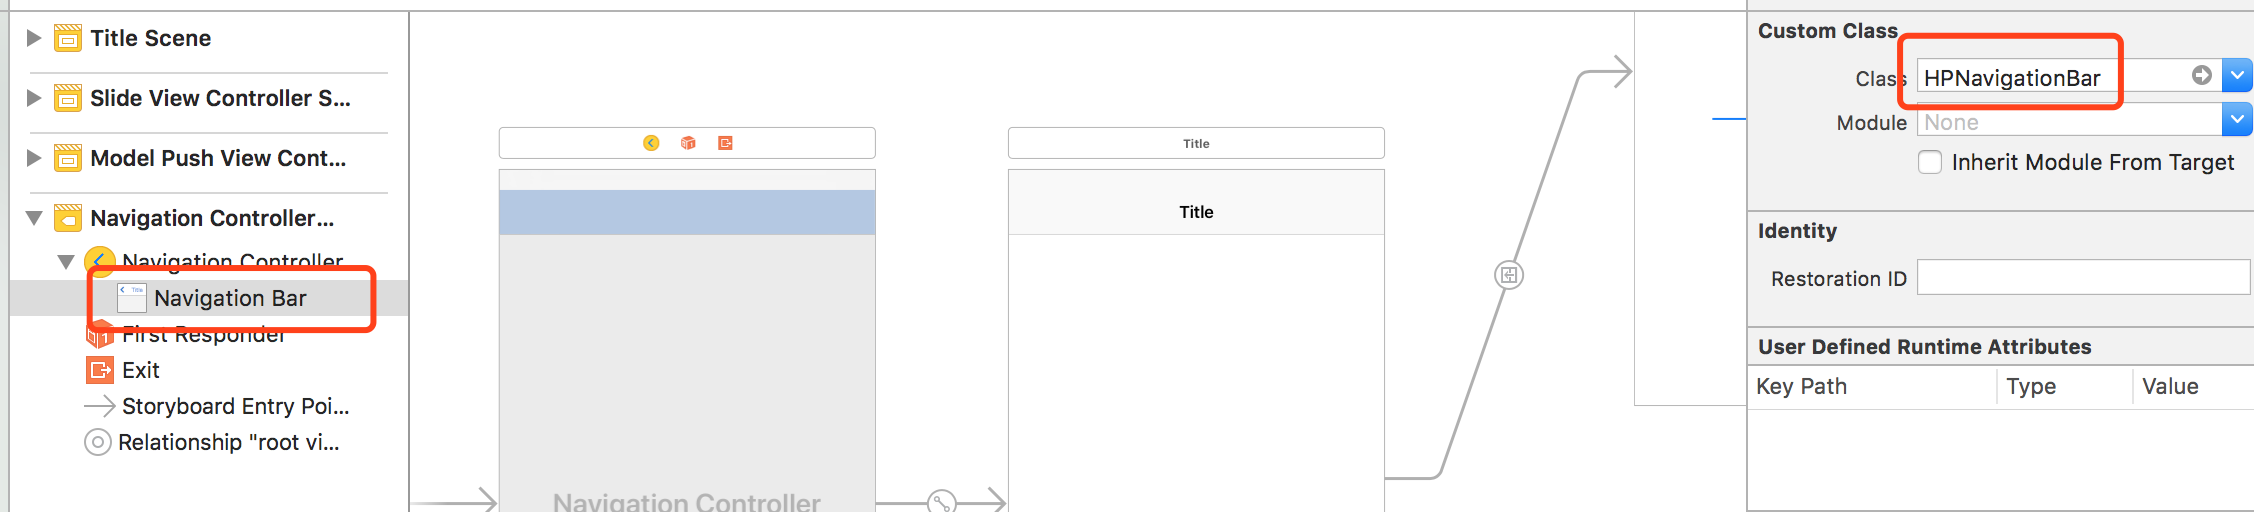 Title Scene
Slide View Controller S...
Model Push View Cont...
Navigation Controller...
Navigation Controller
Title
Navigation Bar
First Responder
Exit
Storyboard Entry Poi...
Relationship "root vi...
Navigation Controller
Title
Title
Custom Class
Class HPNavigationBar
Module None
Inherit Module From Target
Identity
Restoration ID
User Defined Runtime Attributes
Key Path Type Value